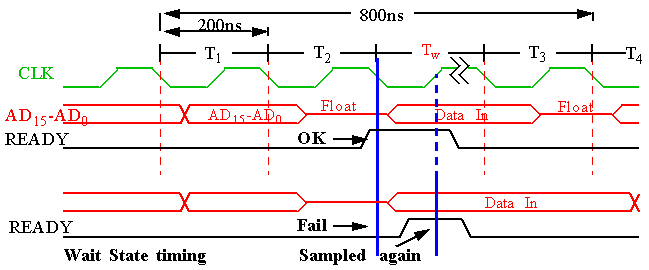 800ns
200ns
T1 T2 Tw T3 T4
CLK
Float Float
AD15-AD0 AD15-AD0 Data In
READY OK
Data In
READY Fail
Wait State timing Sampled again